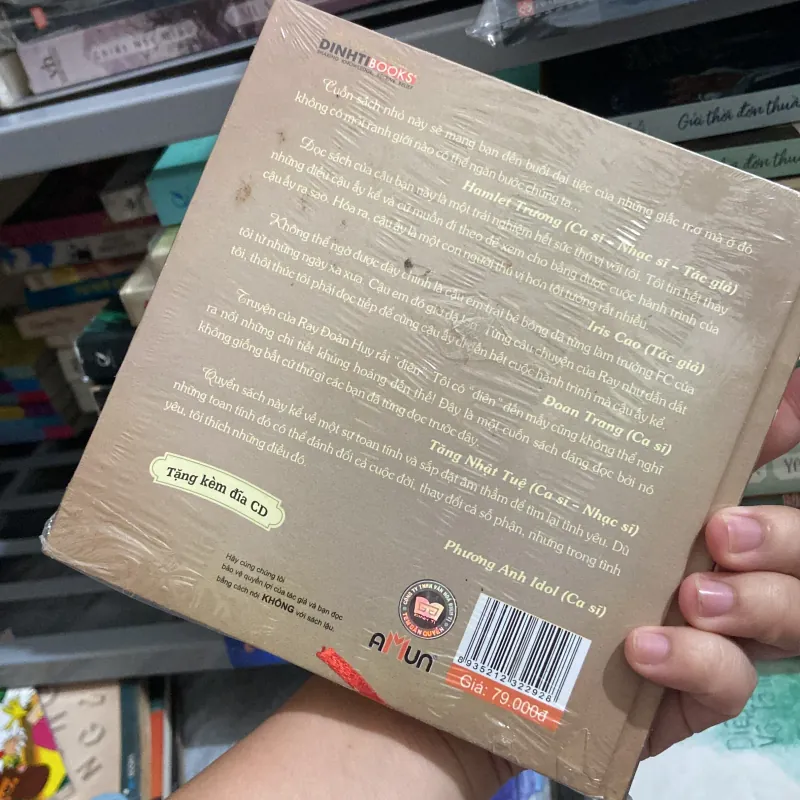 DINHTIBOOKS
Cuốn sách nhỏ này sẽ mang bạn đến buổi đại tiệc của những giấc mơ mà ở đó
không có mỗi ranh giới nào có thể ngăn bước chúng ta...
Hamlet Trương (Ca sĩ - Nhạc sĩ - Tác giả)
Đọc sách của cậu bạn này là một trải nghiệm hết sức thú vị với tôi. Tôi tin hết thảy
những điều cậu ấy kể và cứ muốn đi theo để xem cho bằng được cuộc hành trình của
cậu ấy ra sao. Hóa ra, cậu ấy là một con người thú vị hơn tôi tưởng rất nhiều.
Iris Cao (Tác giả)
Không thể ngờ được đây chính là cậu em trai bé bỏng đã từng làm trưởng FC của
tôi từ những ngày xa xưa. Cậu em đó giờ đã từng câu chuyện của Ray như dẫn dắt
tôi, thôi thúc tôi phải đọc tiếp để cùng cậu ấy đi đến hết cuộc hành trình mà cậu ấy kể.
Đoan Trang (Ca sĩ)
Truyện của Ray Đoàn Huy rất "điên". Tôi có "điên" đến mấy cũng không thể nghĩ
ra nổi những chi tiết khủng hoảng đến thế! Đây là một cuốn sách đáng đọc bởi nó
không giống bất cứ thứ gì các bạn đã từng đọc trước đây.
Tăng Nhật Tuệ (Ca sĩ - Nhạc sĩ)
Quyển sách này kể về một sự toan tính và sắp đặt âm thầm để tìm lại tình yêu. Dù
những toan tính đó có thể đánh đổi cả cuộc đời, thay đổi cả số phận, nhưng trong tình
yêu, tôi thích những điều đó.
Phương Anh Idol (Ca sĩ)
Tặng kèm đĩa CD
Hãy cùng chúng tôi
bảo vệ quyền lợi của tác giả và bạn đọc
bằng cách nói KHÔNG với sách lậu.
AMUN
8935212322928
Giá: 79.000đ
Giã thời đơn thuần